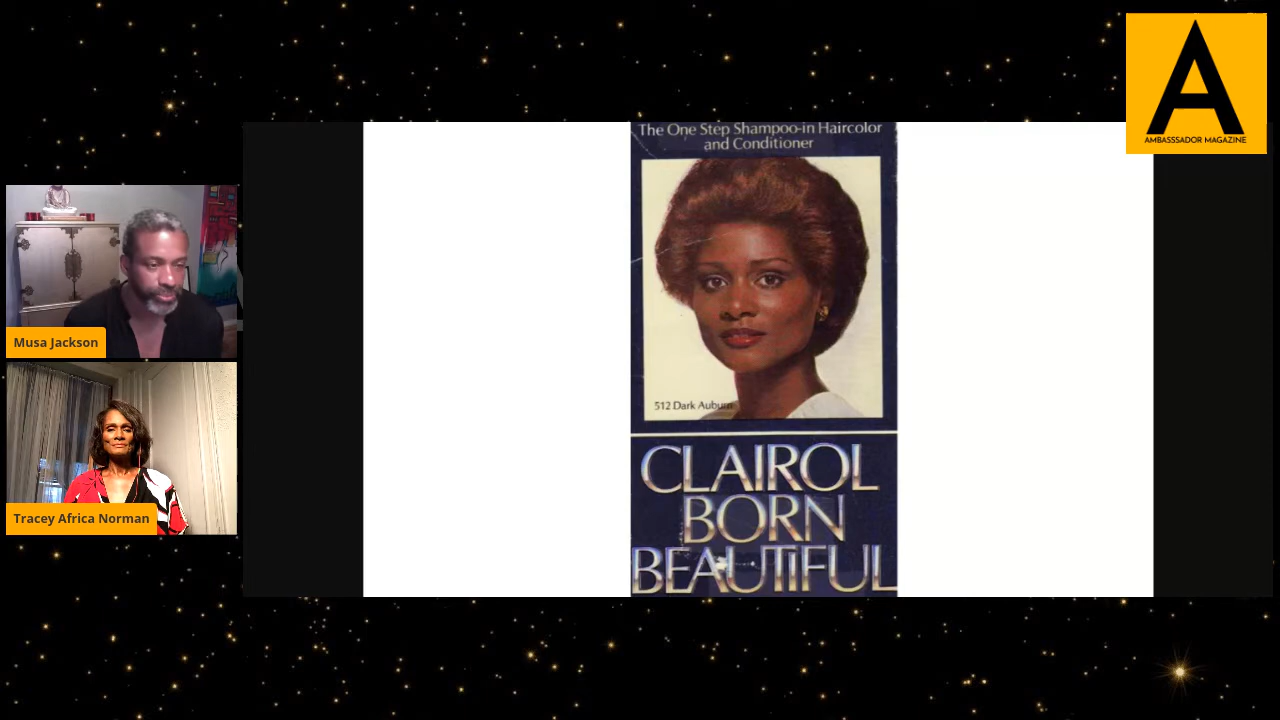 A
AMBASSSADOR MAGAZINE
The One Step Shampoo-in Haircolor
and Conditioner
512 Dark Auburn
CLAIROL
BORN
BEAUTIFUL
Musa Jackson
Tracey Africa Norman